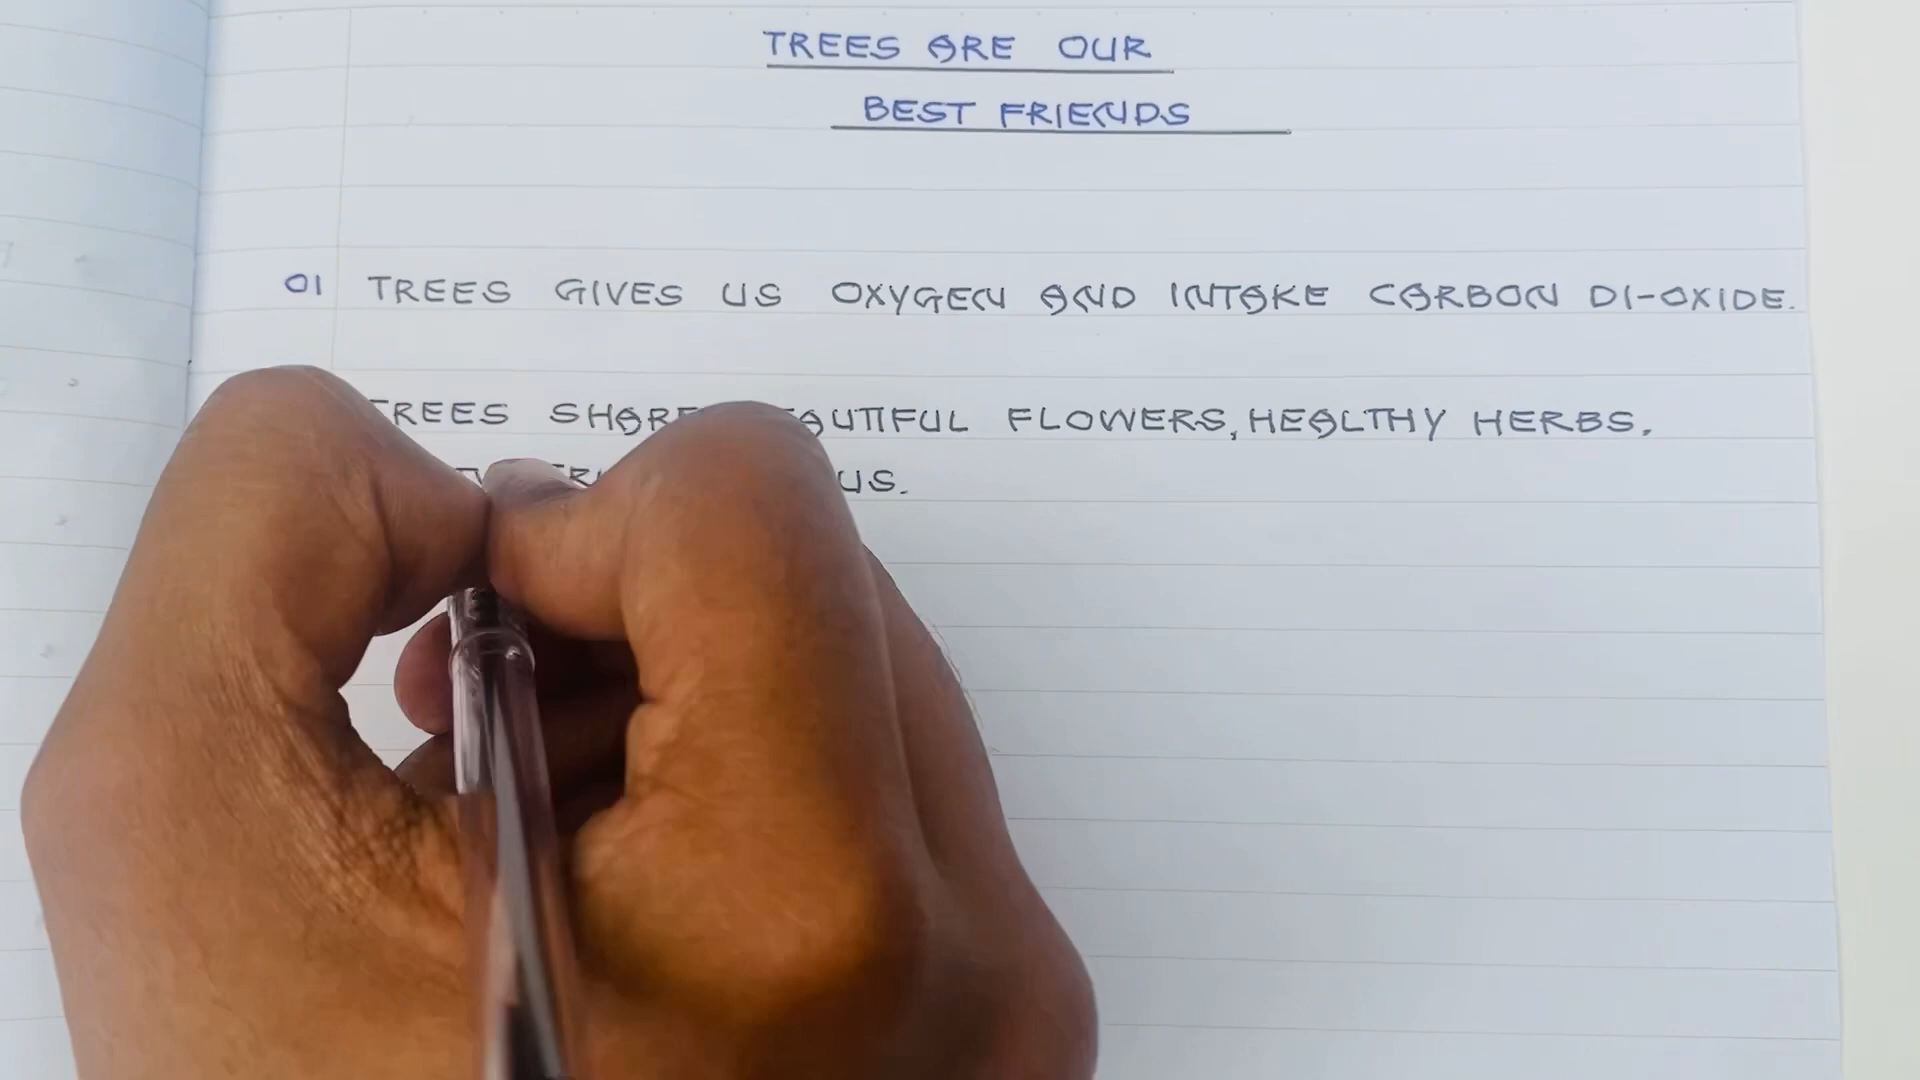 TREES ARE OUR
BEST FRIENDS
01 TREES GIVES US OXYGEN AND INTAKE CARBON DI-OXIDE.
TREES SHARE FLOWERS, HEALTHY HERBS,
US.